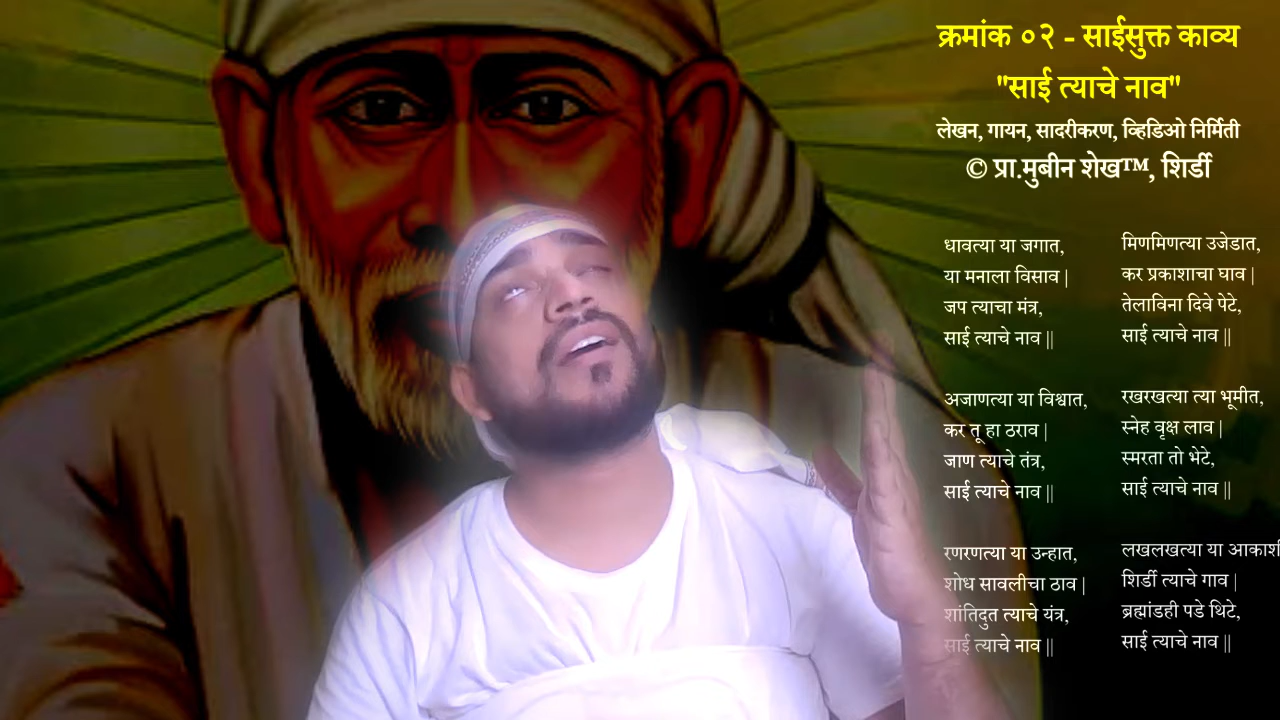 क्रमांक ०२ - साईसुक्त काव्य
"साई त्याचे नाव"
लेखन, गायन, सादरीकरण, व्हिडिओ निर्मिती
© प्रा.मुबीन शेख™, शिर्डी
धावत्या या जगात,
या मनाला विसाव |
जप त्याचा मंत्र,
साई त्याचे नाव ||
अजाणत्या या विश्वात,
कर तू हा ठराव |
जाण त्याचे तंत्र,
साई त्याचे नाव ||
रणरणत्या या उन्हात,
शोध सावलीचा ठाव |
शांतिदुत त्याचे यंत्र,
साई त्याचे नाव ||
मिणमिणत्या उजेडात,
कर प्रकाशाचा घाव |
तेलाविना दिवे पेटे,
साई त्याचे नाव ||
रखरखत्या त्या भूमीत,
स्नेह वृक्ष लाव |
स्मरता तो भेटे,
साई त्याचे नाव ||
लखलखत्या या आकाशी
शिर्डी त्याचे गाव |
ब्रह्मांडही पडे थिटे,
साई त्याचे नाव ||